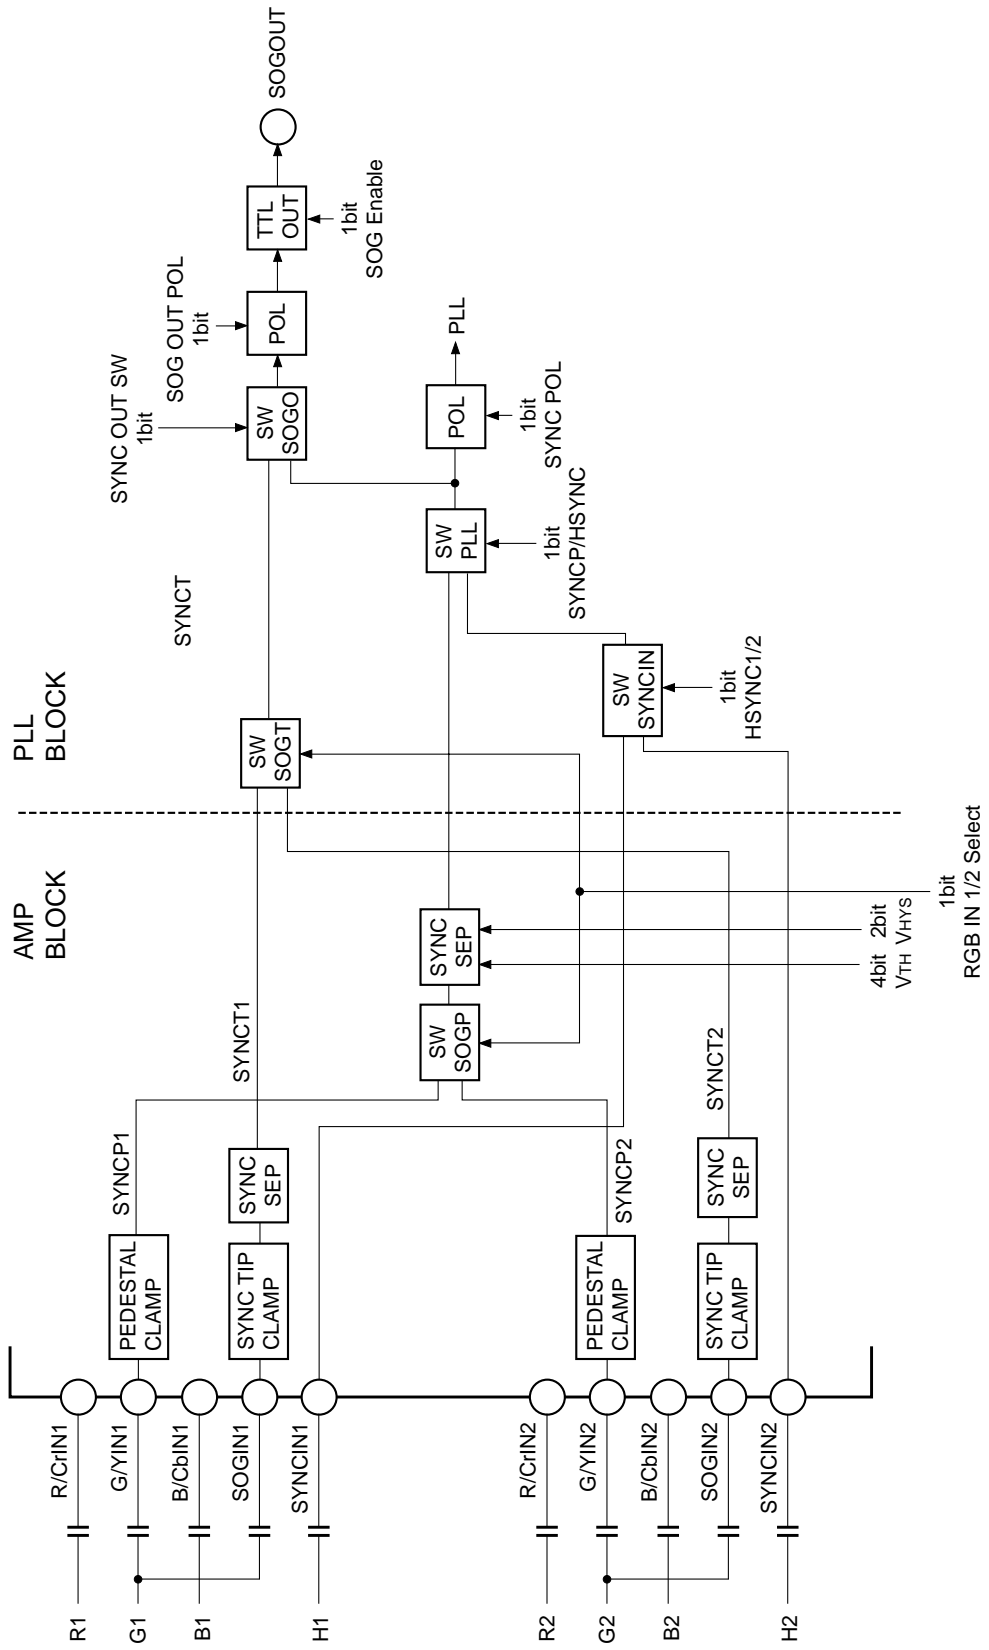 AMP
BLOCK
PLL
BLOCK
R1
G1
B1
H1
R2
G2
B2
H2
R/CrIN1
G/YIN1
B/CbIN1
SOGIN1
SYNCIN1
R/CrIN2
G/YIN2
B/CbIN2
SOGIN2
SYNCIN2
PEDESTAL
CLAMP
SYNC TIP
CLAMP
PEDESTAL
CLAMP
SYNC TIP
CLAMP
SYNCP1
SYNC
SEP
SYNCP2
SYNC
SEP
SYNCT1
SYNCT2
SW
SOGP
SYNC
SEP
4bit 2bit
VTH VHYS
1bit
RGB IN 1/2 Select
SW
SOGT
SYNCT
SW
SYNCIN
1bit
HSYNC1/2
SW
PLL
1bit
SYNCP/HSYNC
SYNC OUT SW
1bit
SW
SOGO
POL
1bit
SYNC POL
PLL
SOG OUT POL
1bit
POL
TTL
OUT
1bit
SOG Enable
SOGOUT